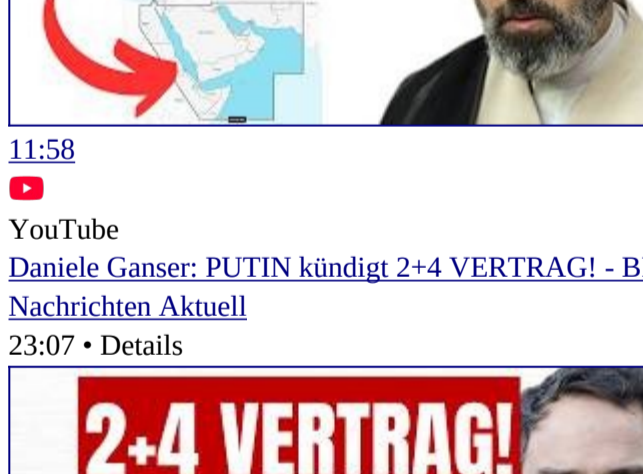 11:58
YouTube
Daniele Ganser: PUTIN kündigt 2+4 VERTRAG! - B
Nachrichten Aktuell
23:07 • Details
2+4 VERTRAG!